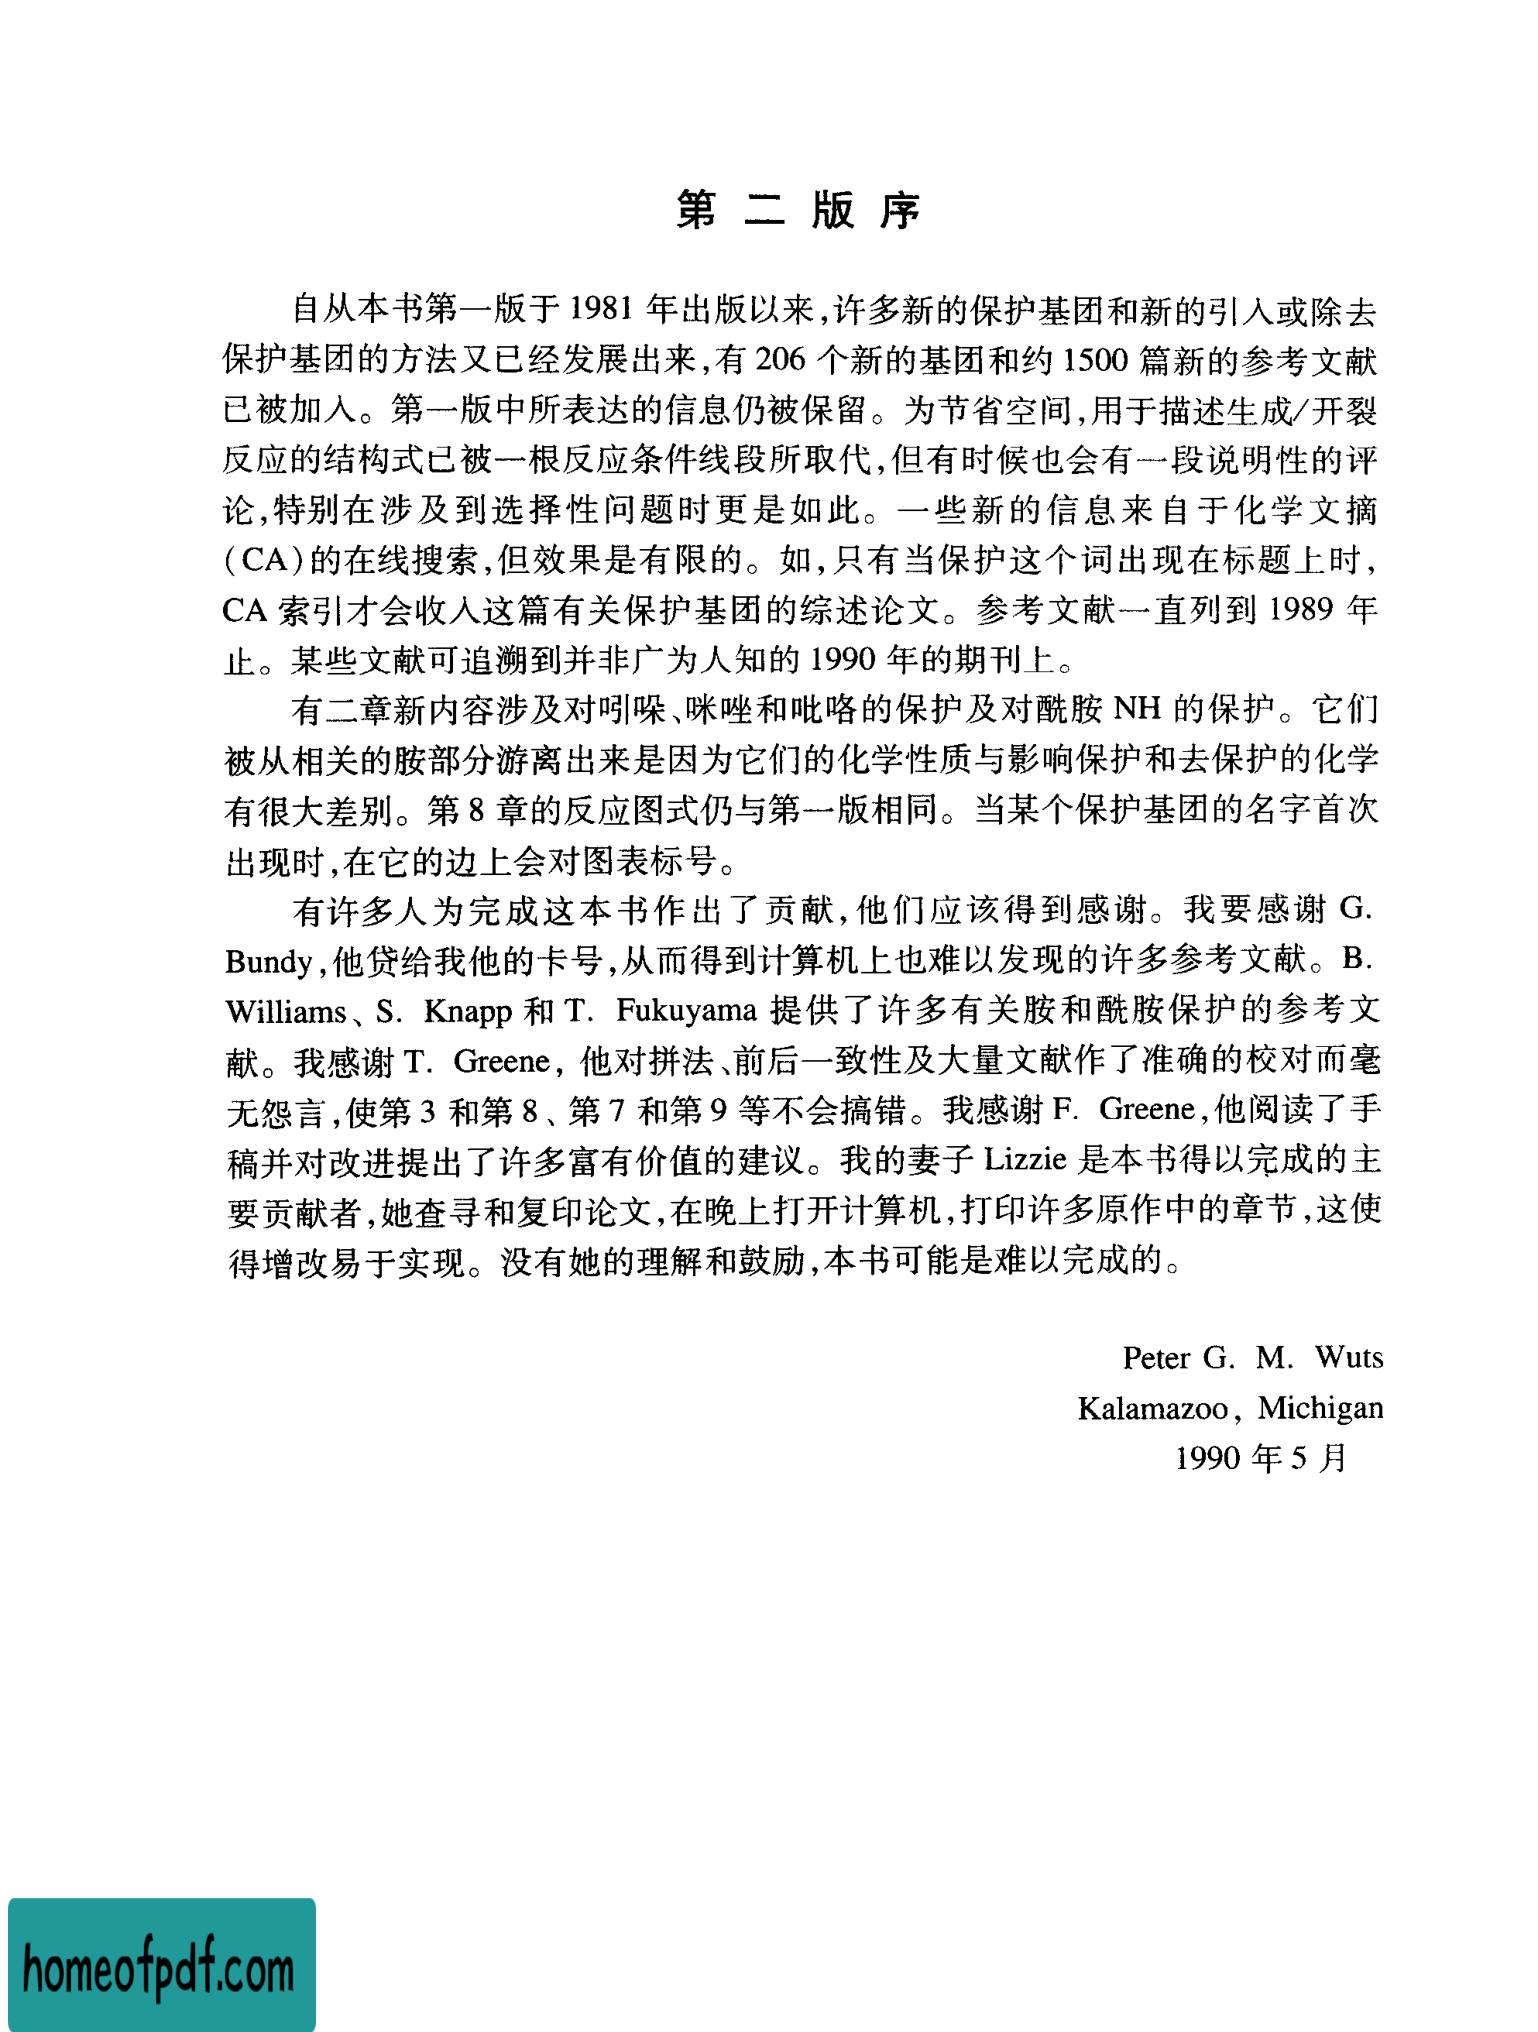 第二版序
自从本书第一版于 1981 年出版以来,许多新的保护基团和新的引入或除去
保护基团的方法又已经发展出来,有 206 个新的基团和约 1500 篇新的参考文献
已被加入。第一版中所表达的信息仍被保留。为节省空间,用于描述生成/开裂
反应的结构式已被一根反应条件线段所取代,但有时候也会有一段说明性的评
论,特别在涉及到选择性问题时更是如此。一些新的信息来自于化学文摘
(CA)的在线搜索,但效果是有限的。如,只有当保护这个词出现在标题上时,
CA 索引才会收入这篇有关保护基团的综述论文。参考文献一直列到 1989 年
止。某些文献可追溯到并非广为人知的 1990 年的期刊上。
有二章新内容涉及对吲哚、咪唑和吡咯的保护及对酰胺 NH 的保护。它们
被从相关的胺部分游离出来是因为它们的化学性质与影响保护和去保护的化学
有很大差别。第 8 章的反应图式仍与第一版相同。当某个保护基团的名字首次
出现时,在它的边上会对图表标号。
有许多人为完成这本书作出了贡献,他们应该得到感谢。我要感谢 G.
Bundy,他贷给我他的卡号,从而得到计算机上也难以发现的许多参考文献。B.
Williams、S. Knapp 和 T. Fukuyama 提供了许多有关胺和酰胺保护的参考文
献。我感谢 T. Greene, 他对拼法、前后一致性及大量文献作了准确的校对而毫
无怨言,使第 3 和第 8、第 7 和第 9 等不会搞错。我感谢 F. Greene,他阅读了手
稿并对改进提出了许多富有价值的建议。我的妻子 Lizzie 是本书得以完成的主
要贡献者,她查寻和复印论文,在晚上打开计算机,打印许多原作中的章节,这使
得增改易于实现。没有她的理解和鼓励,本书可能是难以完成的。
Peter G. M. Wuts
Kalamazoo, Michigan
1990 年 5 月
homeofpdf.com